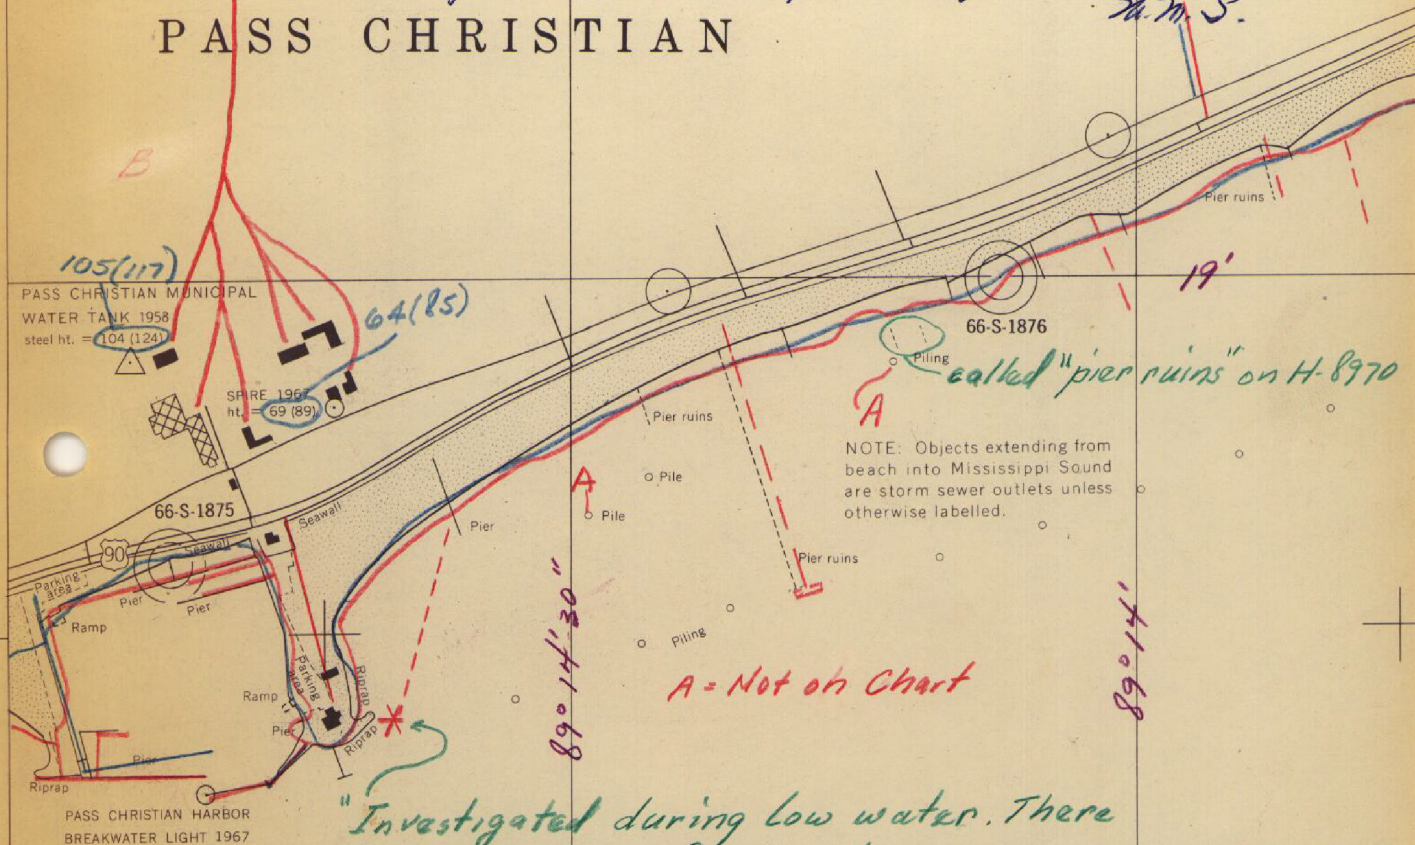 M. S.
PASS CHRISTIAN
B
105(117)
PASS CHRISTIAN MUNICIPAL
WATER TANK 1958
steel ht. = 104 (124)
64(85)
SPIRE 1967
ht. = 69 (89)
Pier ruins
19'
66-S-1876
Piling
called "pier ruins" on H-8970
A
Pier ruins
NOTE: Objects extending from
beach into Mississippi Sound
are storm sewer outlets unless
otherwise labelled.
Pile
A
Pile
66-S-1875
Seawall
Pier
90
Seawall
Pier ruins
Parking
area
Pier
Pier
Ramp
89° 14' 30"
89° 14'
Piling
Parking
area
Riprap
A = Not on Chart
Ramp
Pier
Riprap
Pier
Riprap
PASS CHRISTIAN HARBOR
BREAKWATER LIGHT 1967
"Investigated during low water. There